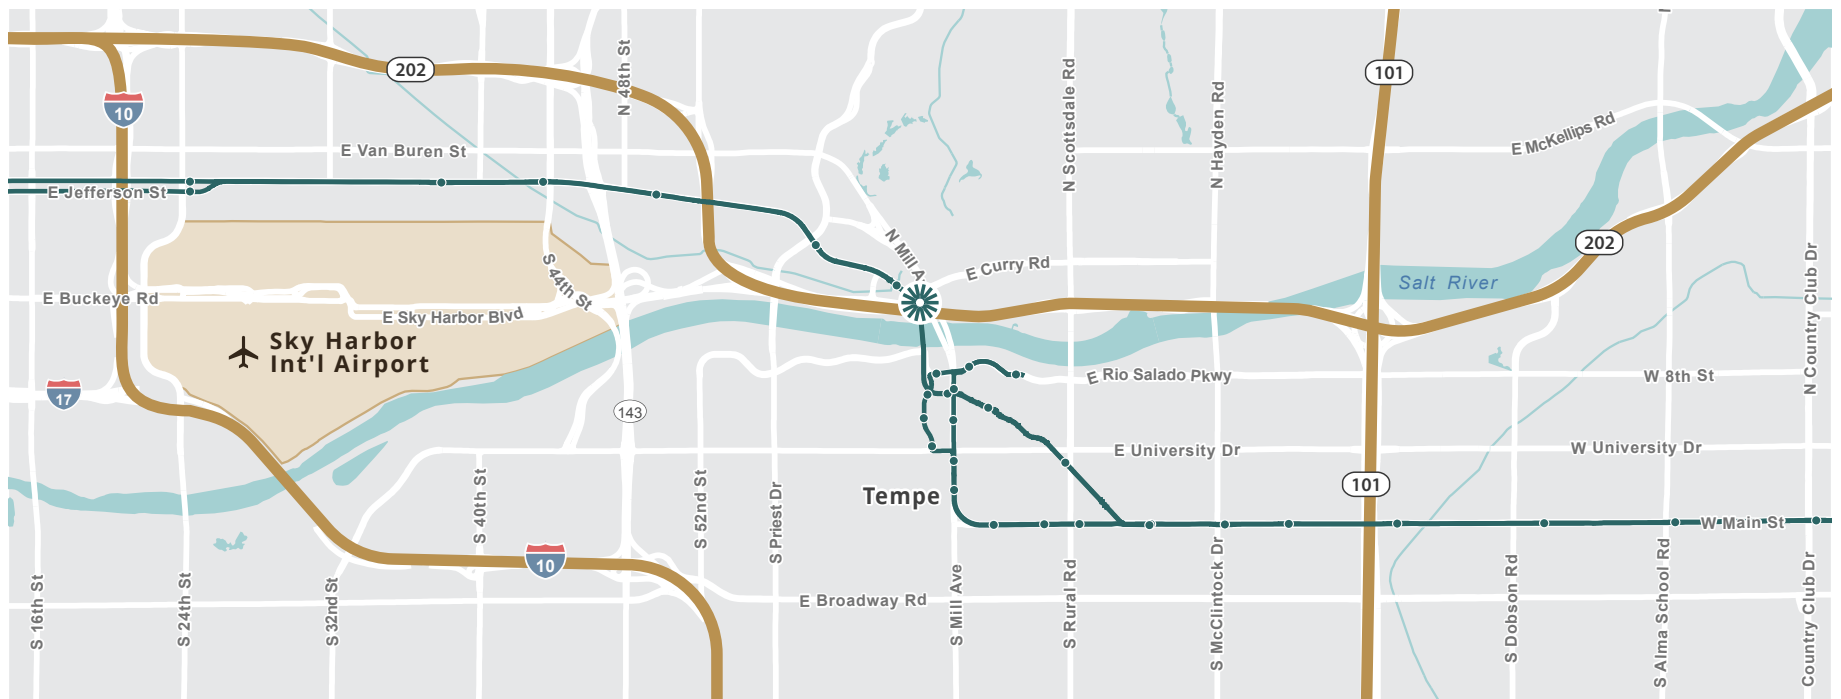 202
101
10
N 48th St
N Scottsdale Rd
N Hayden Rd
E McKellips Rd
E Van Buren St
E Jefferson St
N Mill A
E Curry Rd
202
Salt River
S 44th St
N Country Club Dr
E Buckeye Rd
E Sky Harbor Blvd
Sky Harbor
Int'l Airport
17
143
E Rio Salado Pkwy
W 8th St
E University Dr
W University Dr
101
Tempe
S 40th St
S 52nd St
S Priest Dr
W Main St
10
S 16th St
S 24th St
S 32nd St
E Broadway Rd
S Mill Ave
S Rural Rd
S McClintock Dr
S Dobson Rd
S Alma School Rd
Country Club Dr